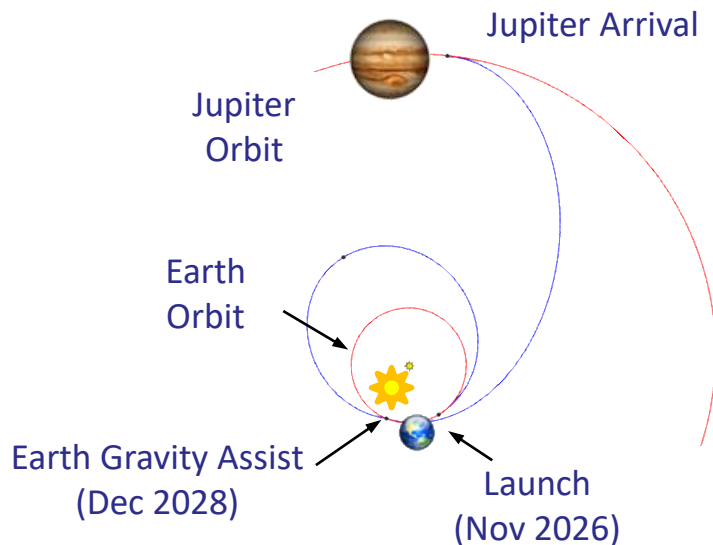 Jupiter Arrival
Jupiter
Orbit
Earth
Orbit
Earth Gravity Assist
(Dec 2028)
Launch
(Nov 2026)